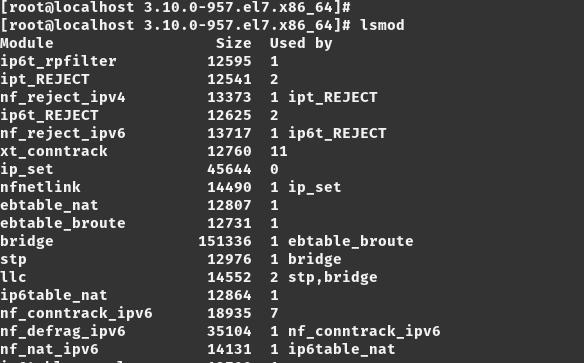 [root@localhost 3.10.0-957.el7.x86_64]#
[root@localhost 3.10.0-957.el7.x86_64]# lsmod
Module                  Size  Used by
ip6t_rpfilter          12595  1
ipt_REJECT             12541  2
nf_reject_ipv4         13373  1 ipt_REJECT
ip6t_REJECT            12625  2
nf_reject_ipv6         13717  1 ip6t_REJECT
xt_conntrack           12760  11
ip_set                 45644  0
nfnetlink              14490  1 ip_set
ebtable_nat            12807  1
ebtable_broute         12731  1
bridge                151336  1 ebtable_broute
stp                    12976  1 bridge
llc                    14552  2 stp,bridge
ip6table_nat           12864  1
nf_conntrack_ipv6      18935  7
nf_defrag_ipv6         35104  1 nf_conntrack_ipv6
nf_nat_ipv6            14131  1 ip6table_nat